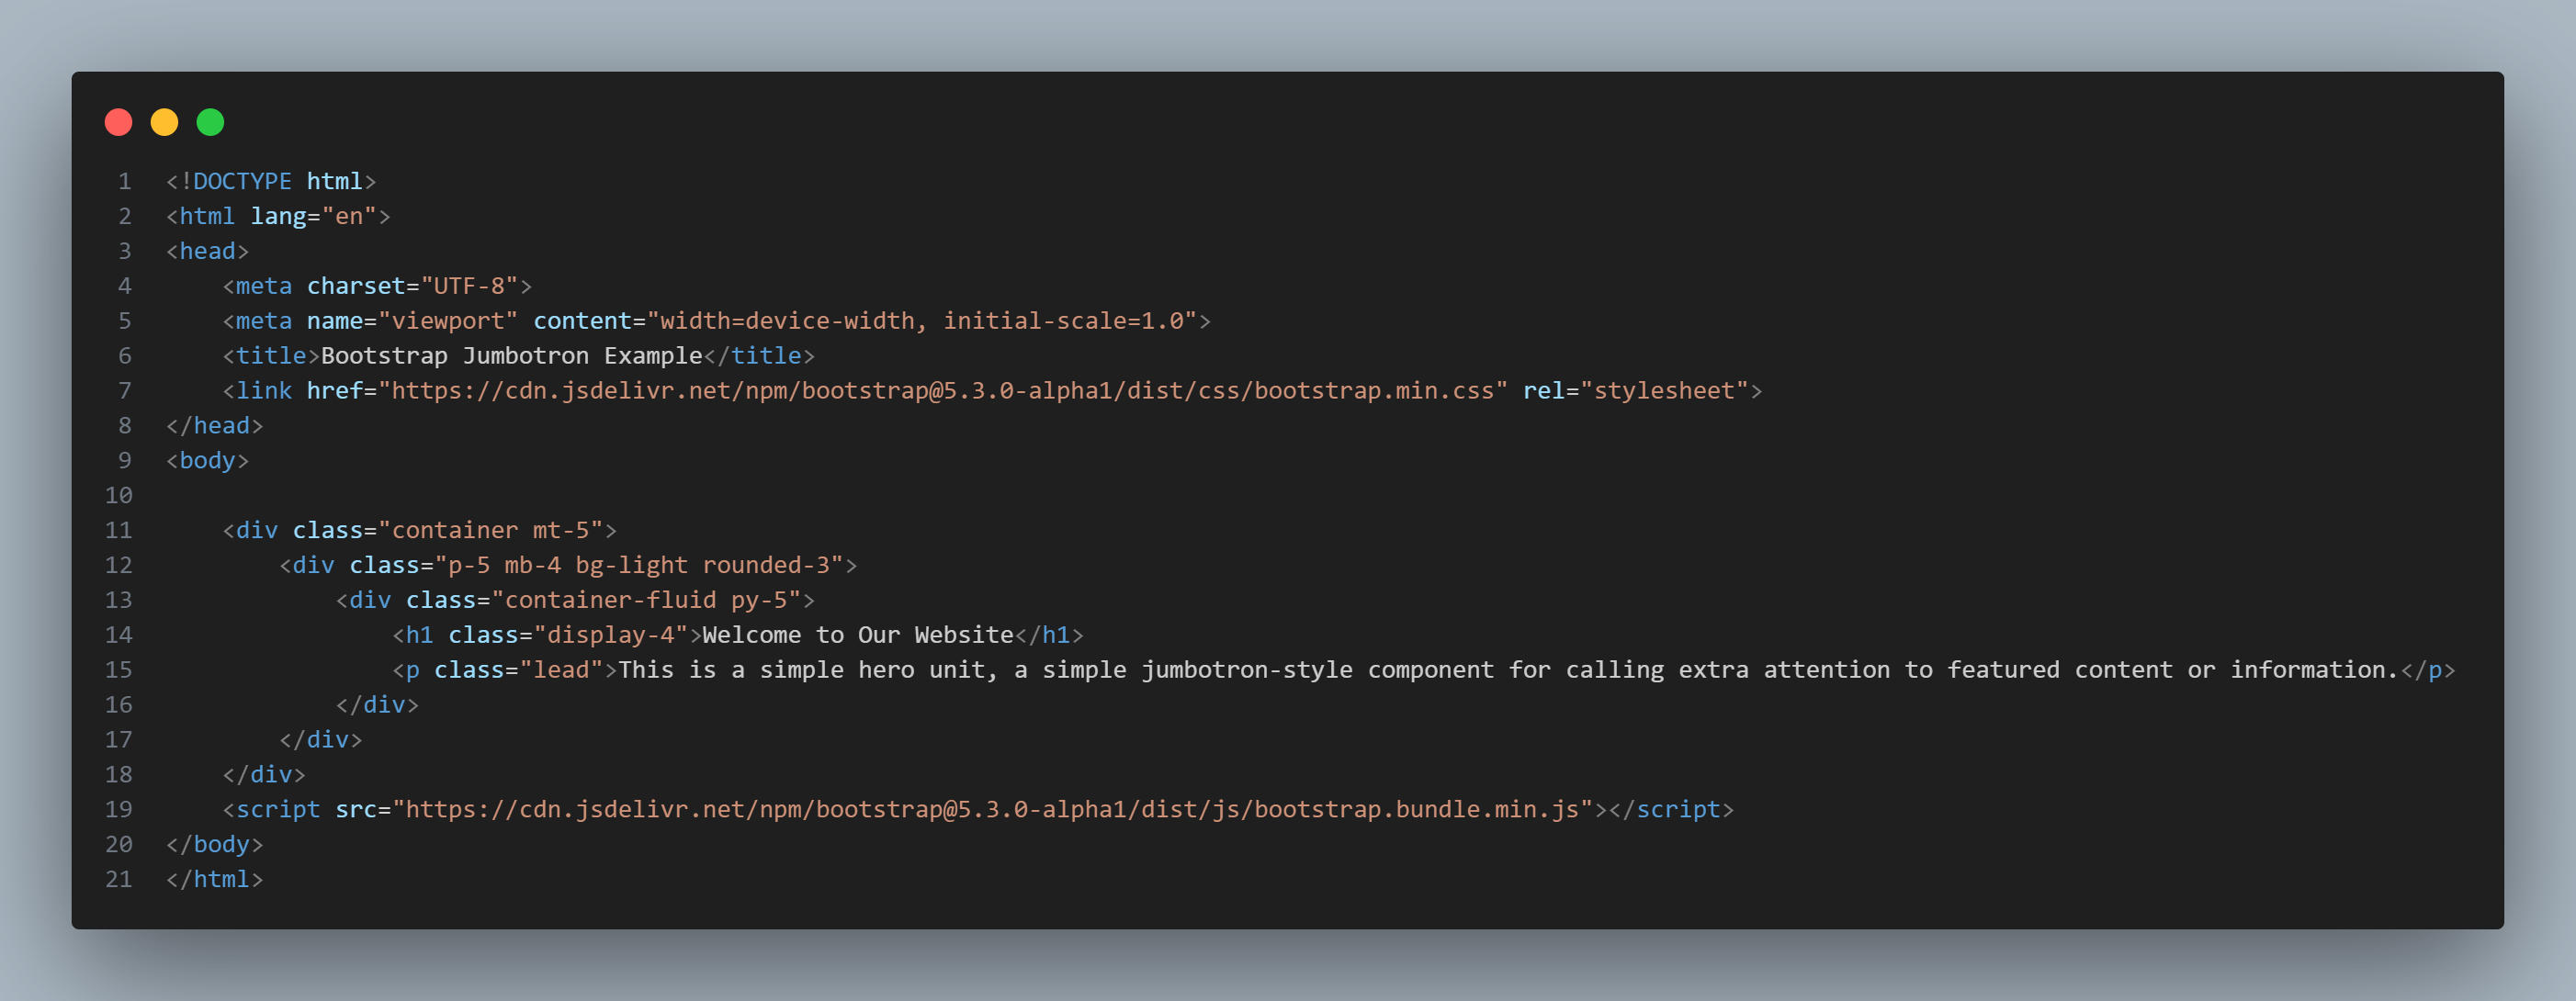 1 <!DOCTYPE html>
2 <html lang="en">
3 <head>
4     <meta charset="UTF-8">
5     <meta name="viewport" content="width=device-width, initial-scale=1.0">
6     <title>Bootstrap Jumbotron Example</title>
7     <link href="https://cdn.jsdelivr.net/npm/bootstrap@5.3.0-alpha1/dist/css/bootstrap.min.css" rel="stylesheet">
8 </head>
9 <body>
10
11     <div class="container mt-5">
12         <div class="p-5 mb-4 bg-light rounded-3">
13             <div class="container-fluid py-5">
14                 <h1 class="display-4">Welcome to Our Website</h1>
15                 <p class="lead">This is a simple hero unit, a simple jumbotron-style component for calling extra attention to featured content or information.</p>
16             </div>
17         </div>
18     </div>
19     <script src="https://cdn.jsdelivr.net/npm/bootstrap@5.3.0-alpha1/dist/js/bootstrap.bundle.min.js"></script>
20 </body>
21 </html>